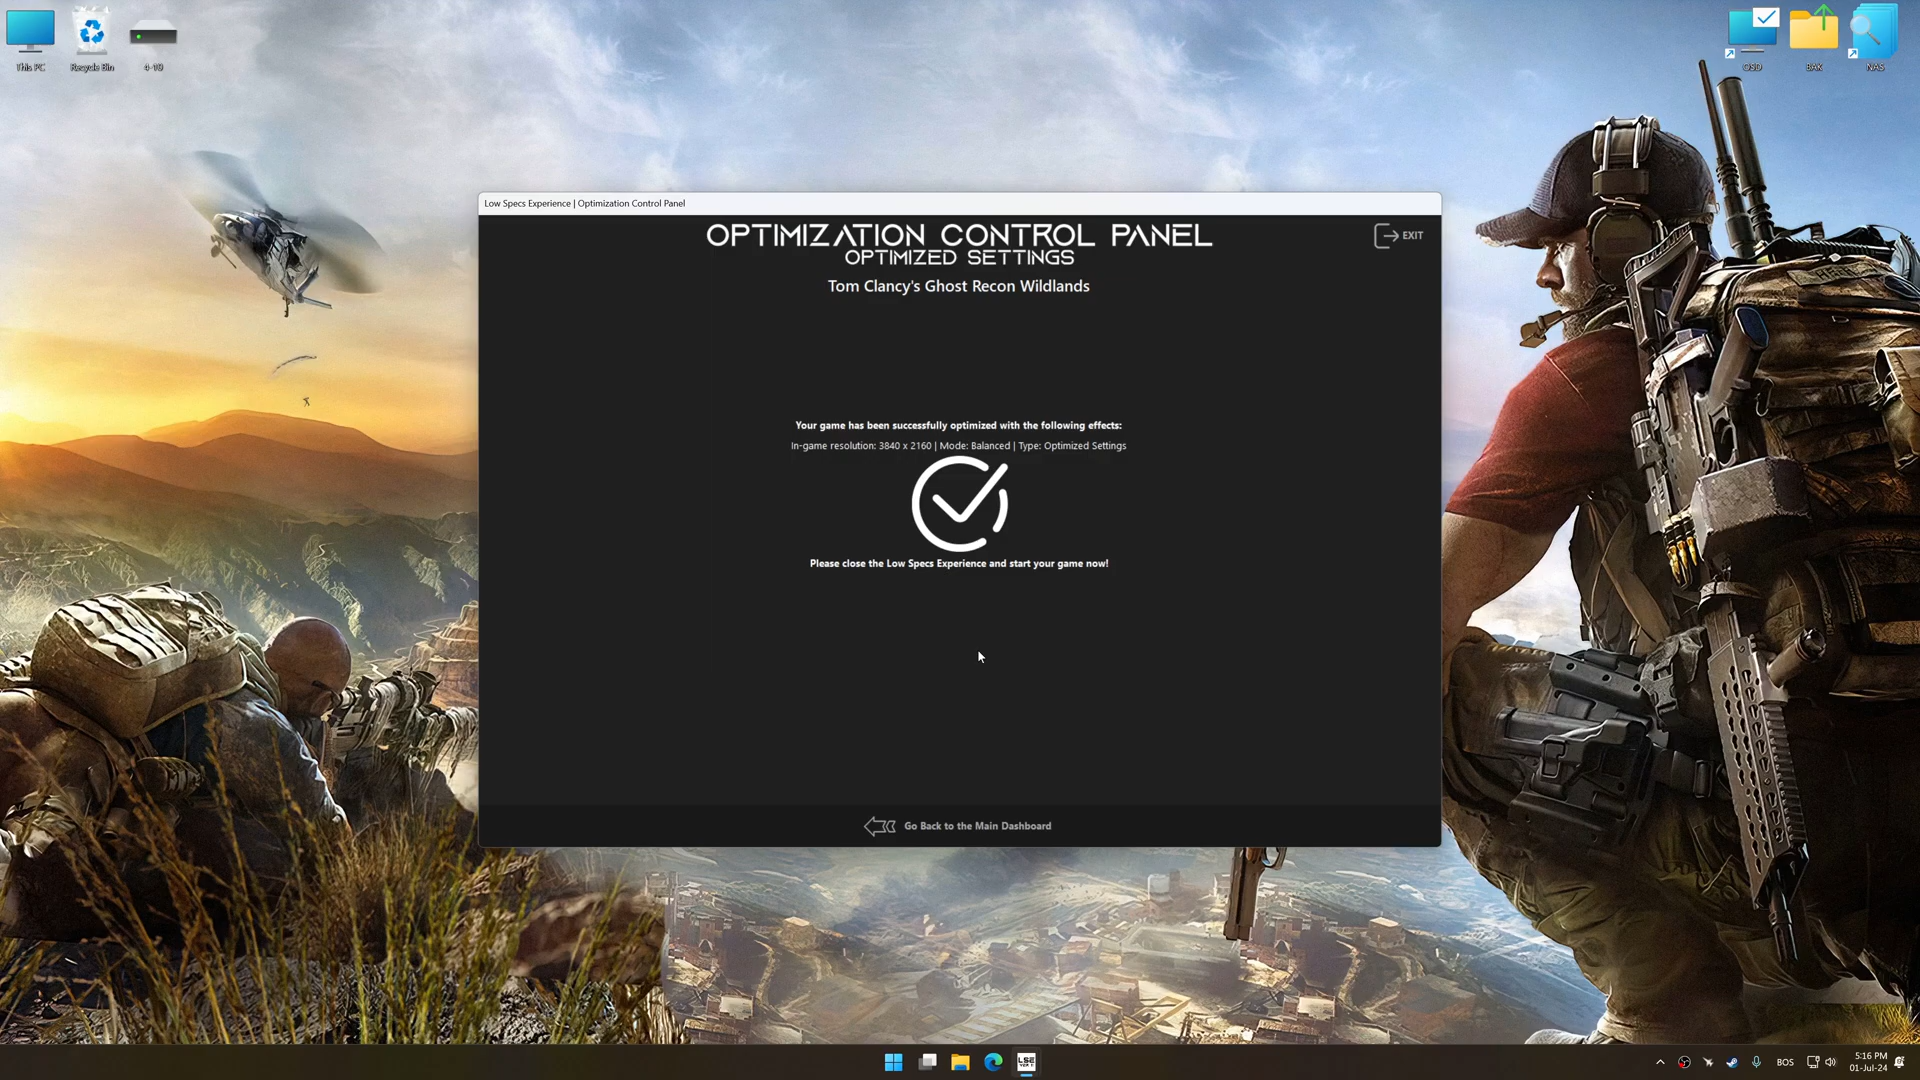 This PC
Recycle Bin
4-10
OSD
BAK
NAS
Low Specs Experience | Optimization Control Panel
OPTIMIZATION CONTROL PANEL
EXIT
OPTIMIZED SETTINGS
Tom Clancy's Ghost Recon Wildlands
Your game has been successfully optimized with the following effects:
In-game resolution: 3840 x 2160 | Mode: Balanced | Type: Optimized Settings
Please close the Low Specs Experience and start your game now!
Go Back to the Main Dashboard
LSE
BOS
5:16 PM
01-Jul-24